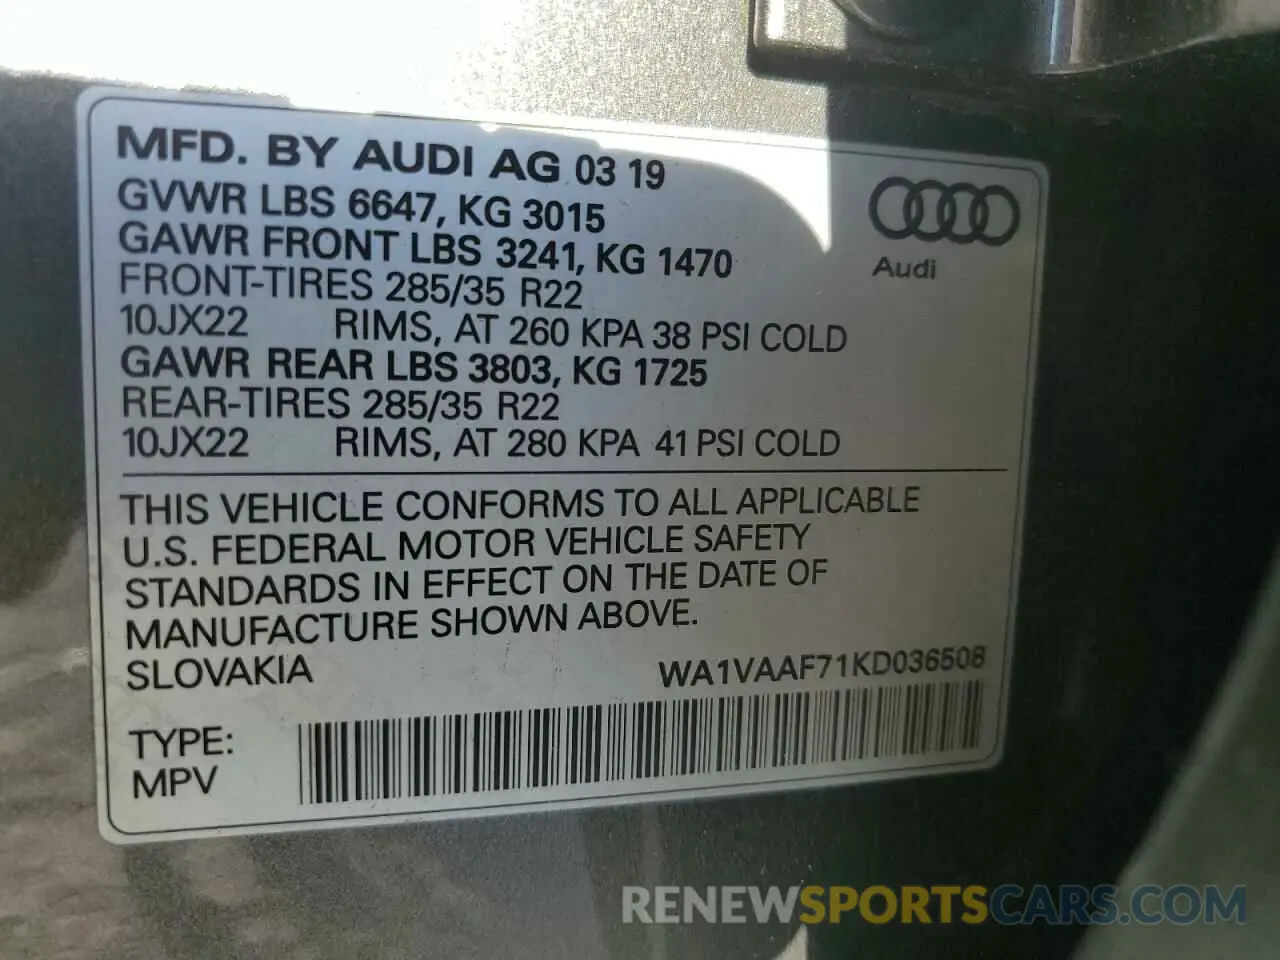 MFD. BY AUDI AG 03 19
GVWR LBS 6647, KG 3015
GAWR FRONT LBS 3241, KG 1470
FRONT-TIRES 285/35 R22
10JX22 RIMS, AT 260 KPA 38 PSI COLD
GAWR REAR LBS 3803, KG 1725
REAR-TIRES 285/35 R22
10JX22 RIMS, AT 280 KPA 41 PSI COLD
Audi
THIS VEHICLE CONFORMS TO ALL APPLICABLE
U.S. FEDERAL MOTOR VEHICLE SAFETY
STANDARDS IN EFFECT ON THE DATE OF
MANUFACTURE SHOWN ABOVE.
SLOVAKIA WA1VAAF71KD036508
TYPE:
MPV
RENEWSPORTSCARS.COM